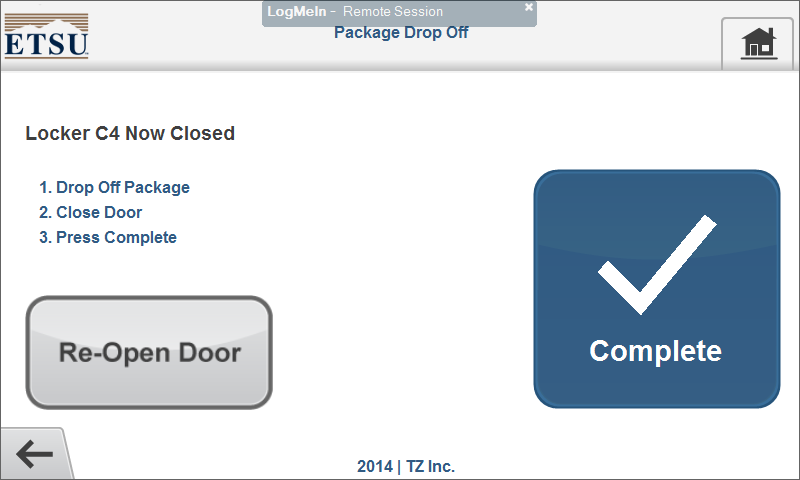 LogMeIn - Remote Session
ETSU
Package Drop Off
Locker C4 Now Closed
1. Drop Off Package
2. Close Door
3. Press Complete
Re-Open Door
Complete
2014 | TZ Inc.